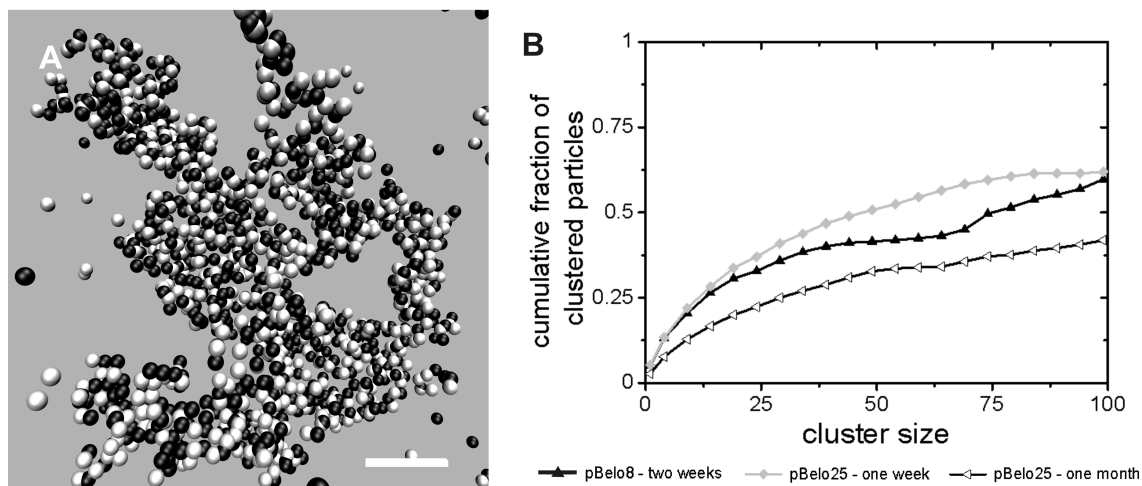 A
B
cumulative fraction of
clustered particles
1
0.75
0.5
0.25
0
0 25 50 75 100
cluster size
pBelo8 - two weeks pBelo25 - one week pBelo25 - one month